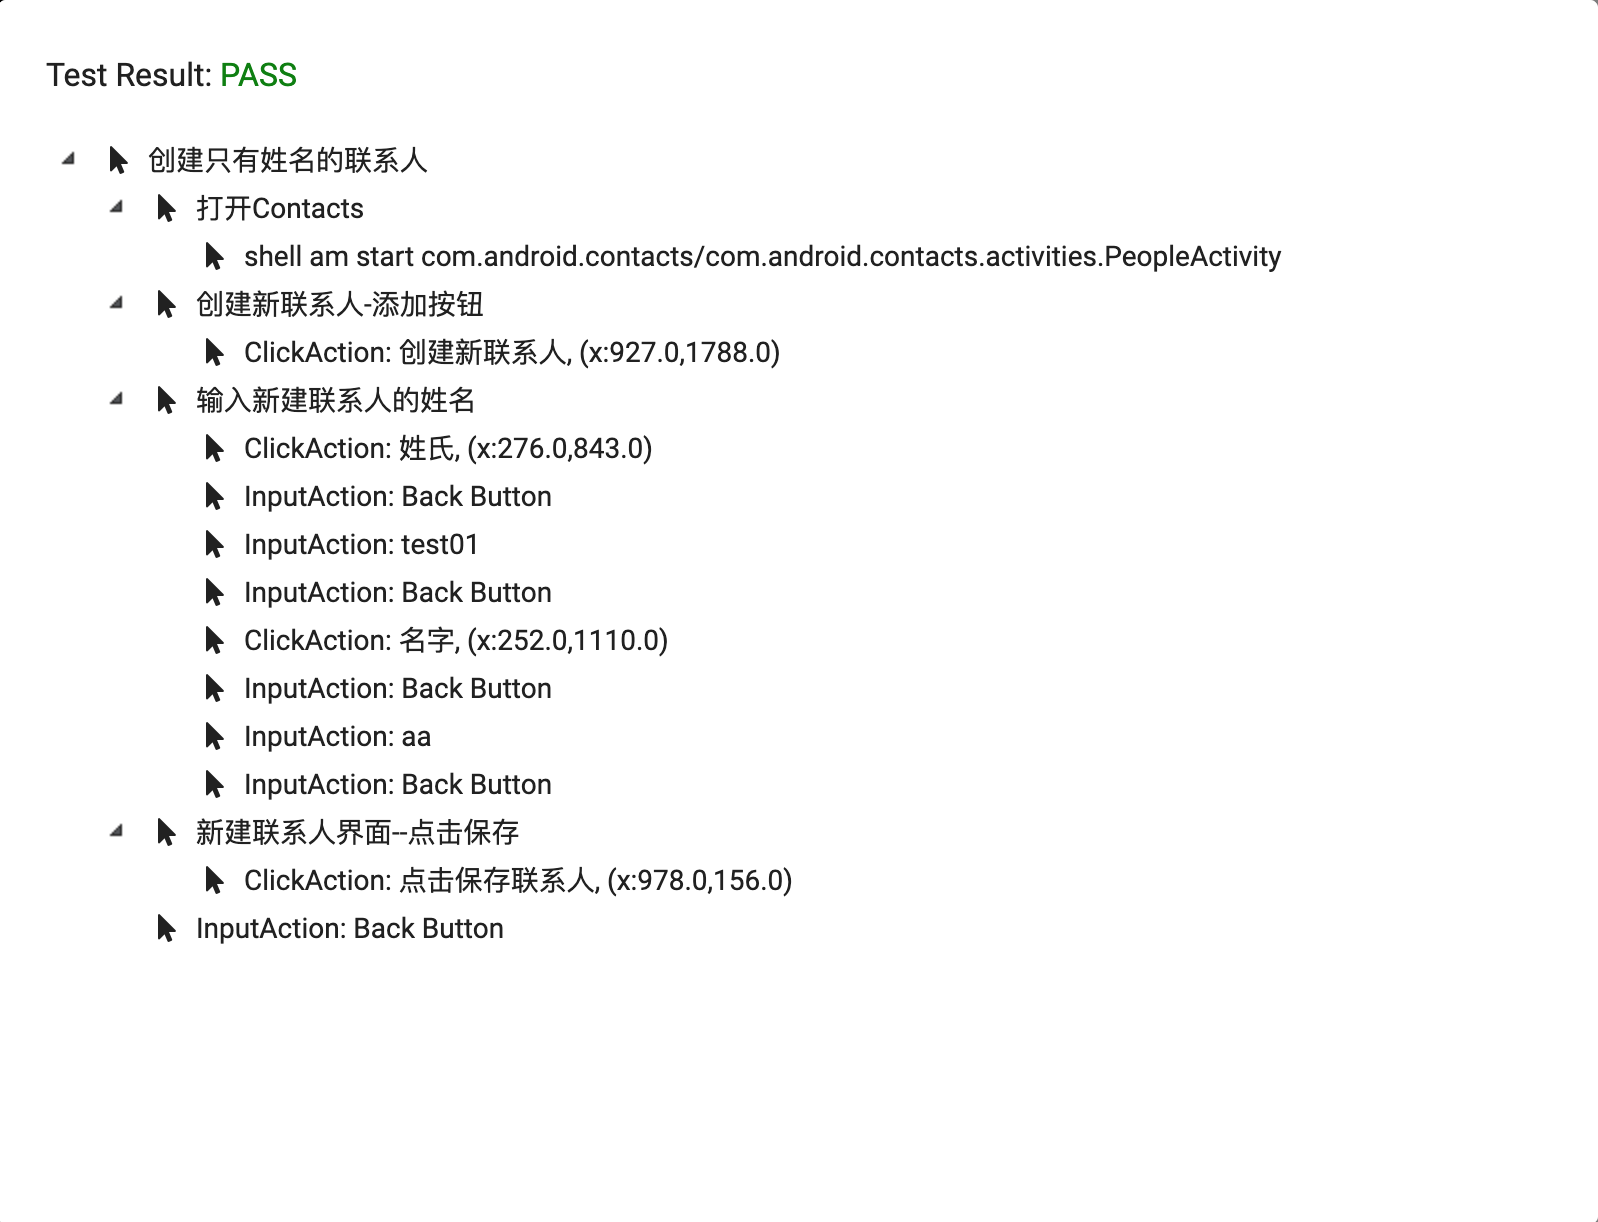 Test Result: PASS
创建只有姓名的联系人
打开Contacts
shell am start com.android.contacts/com.android.contacts.activities.PeopleActivity
创建新联系人-添加按钮
ClickAction: 创建新联系人, (x:927.0,1788.0)
输入新建联系人的姓名
ClickAction: 姓氏, (x:276.0,843.0)
InputAction: Back Button
InputAction: test01
InputAction: Back Button
ClickAction: 名字, (x:252.0,1110.0)
InputAction: Back Button
InputAction: aa
InputAction: Back Button
新建联系人界面--点击保存
ClickAction: 点击保存联系人, (x:978.0,156.0)
InputAction: Back Button